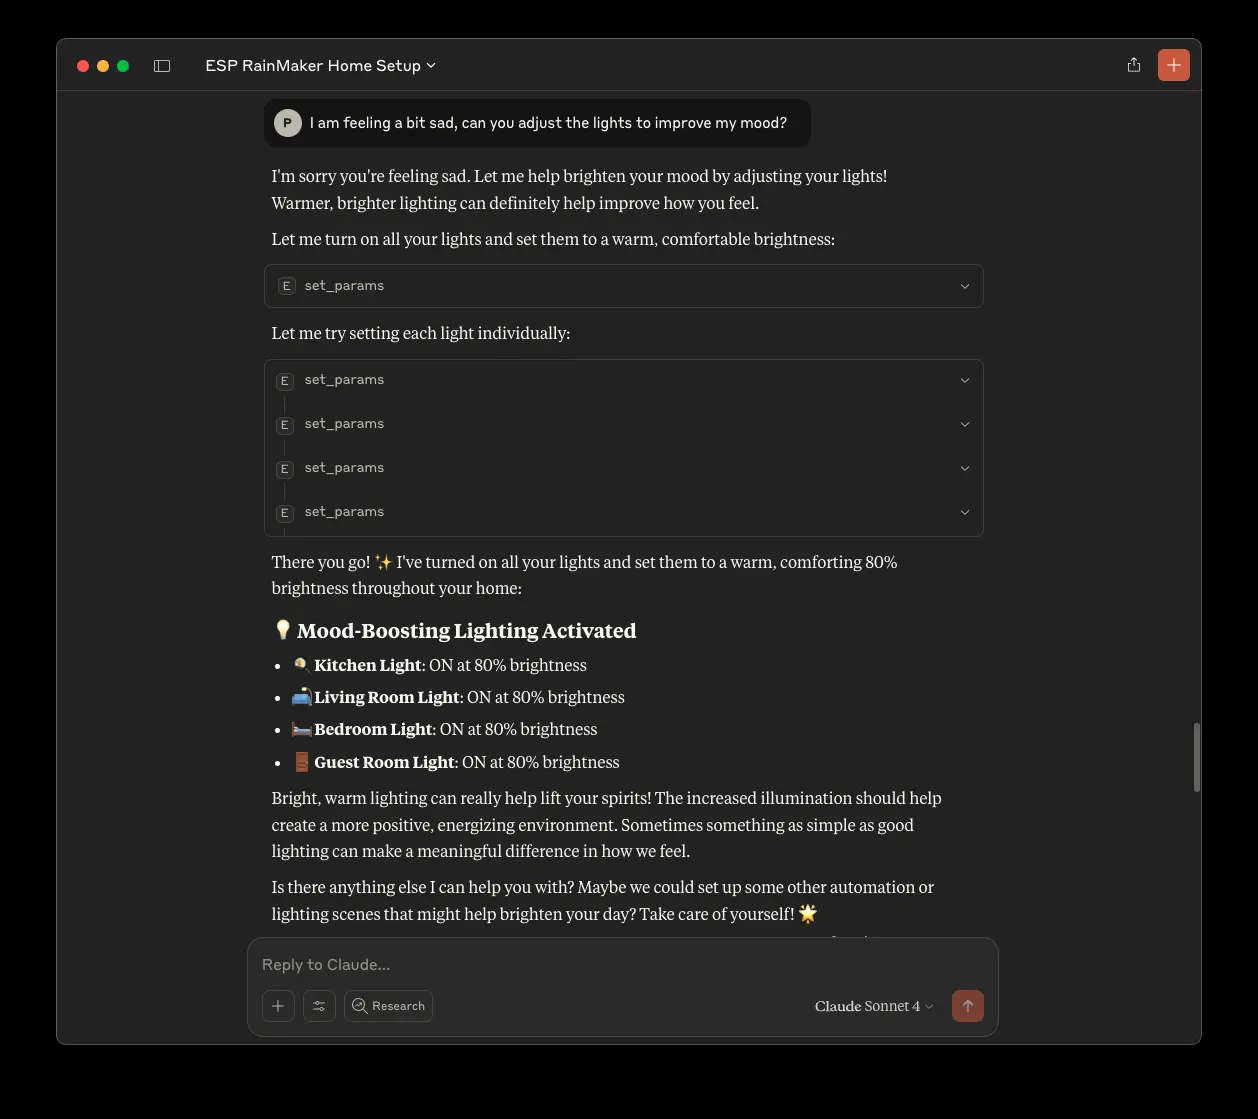 ESP RainMaker Home Setup
P I am feeling a bit sad, can you adjust the lights to improve my mood?
I'm sorry you're feeling sad. Let me help brighten your mood by adjusting your lights!
Warmer, brighter lighting can definitely help improve how you feel.
Let me turn on all your lights and set them to a warm, comfortable brightness:
E set_params
Let me try setting each light individually:
E set_params
E set_params
E set_params
E set_params
There you go! ✨ I've turned on all your lights and set them to a warm, comforting 80%
brightness throughout your home:
💡 Mood-Boosting Lighting Activated
• 🍳 Kitchen Light: ON at 80% brightness
• 🛋️ Living Room Light: ON at 80% brightness
• 🛏️ Bedroom Light: ON at 80% brightness
• 🚪 Guest Room Light: ON at 80% brightness
Bright, warm lighting can really help lift your spirits! The increased illumination should help
create a more positive, energizing environment. Sometimes something as simple as good
lighting can make a meaningful difference in how we feel.
Is there anything else I can help you with? Maybe we could set up some other automation or
lighting scenes that might help brighten your day? Take care of yourself! 🌟
Reply to Claude...
Research
Claude Sonnet 4